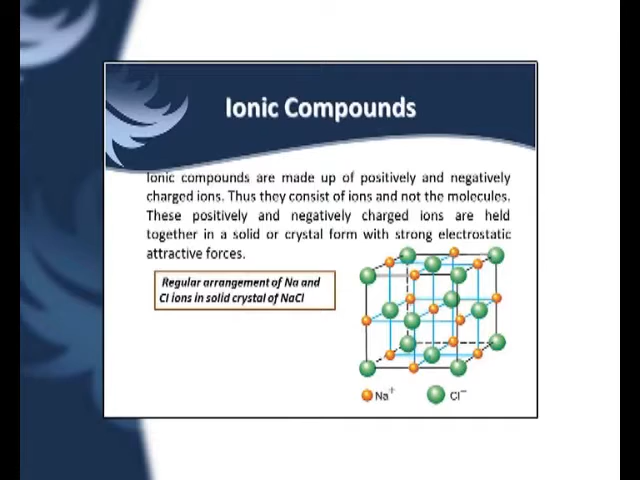 Ionic Compounds
Ionic compounds are made up of positively and negatively
charged ions. Thus they consist of ions and not the molecules.
These positively and negatively charged ions are held
together in a solid or crystal form with strong electrostatic
attractive forces.
Regular arrangement of Na and
Cl ions in solid crystal of NaCl
Na⁺ Cl⁻